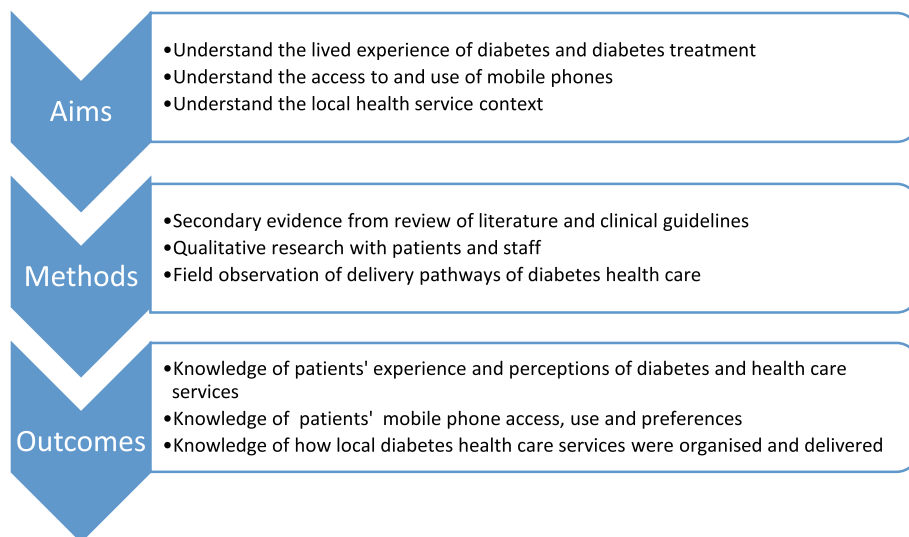 Aims
•Understand the lived experience of diabetes and diabetes treatment
•Understand the access to and use of mobile phones
•Understand the local health service context
Methods
•Secondary evidence from review of literature and clinical guidelines
•Qualitative research with patients and staff
•Field observation of delivery pathways of diabetes health care
Outcomes
•Knowledge of patients' experience and perceptions of diabetes and health care
services
•Knowledge of  patients'  mobile phone access, use and preferences
•Knowledge of how local diabetes health care services were organised and delivered